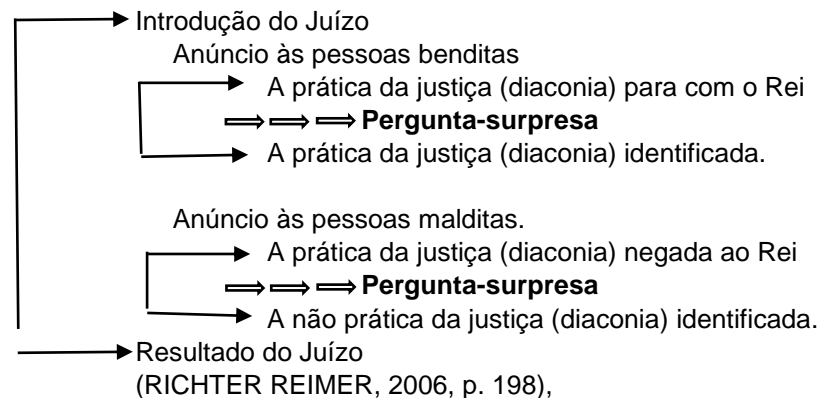 Introdução do Juízo
Anúncio às pessoas benditas
A prática da justiça (diaconia) para com o Rei
Pergunta-surpresa
A prática da justiça (diaconia) identificada.
Anúncio às pessoas malditas.
A prática da justiça (diaconia) negada ao Rei
Pergunta-surpresa
A não prática da justiça (diaconia) identificada.
Resultado do Juízo
(RICHTER REIMER, 2006, p. 198),